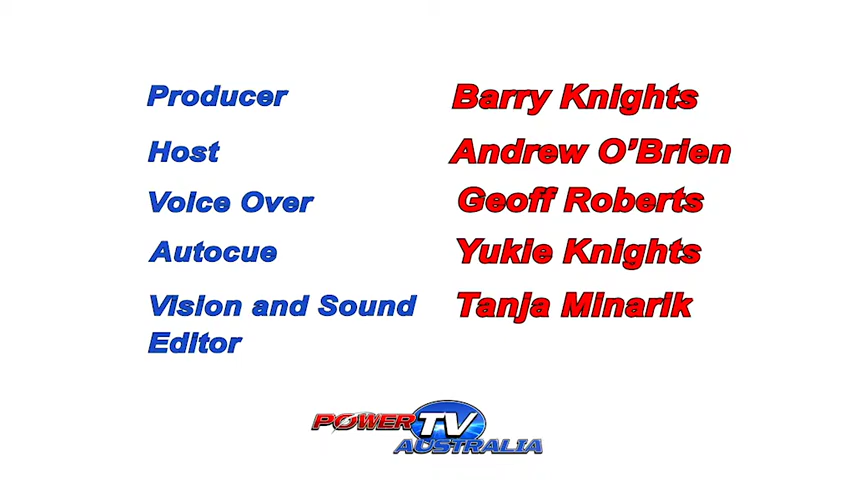 Producer Barry Knights
Host Andrew O’Brien
Voice Over Geoff Roberts
Autocue Yukie Knights
Vision and Sound Tanja Minarik
Editor
POWER TV
AUSTRALIA